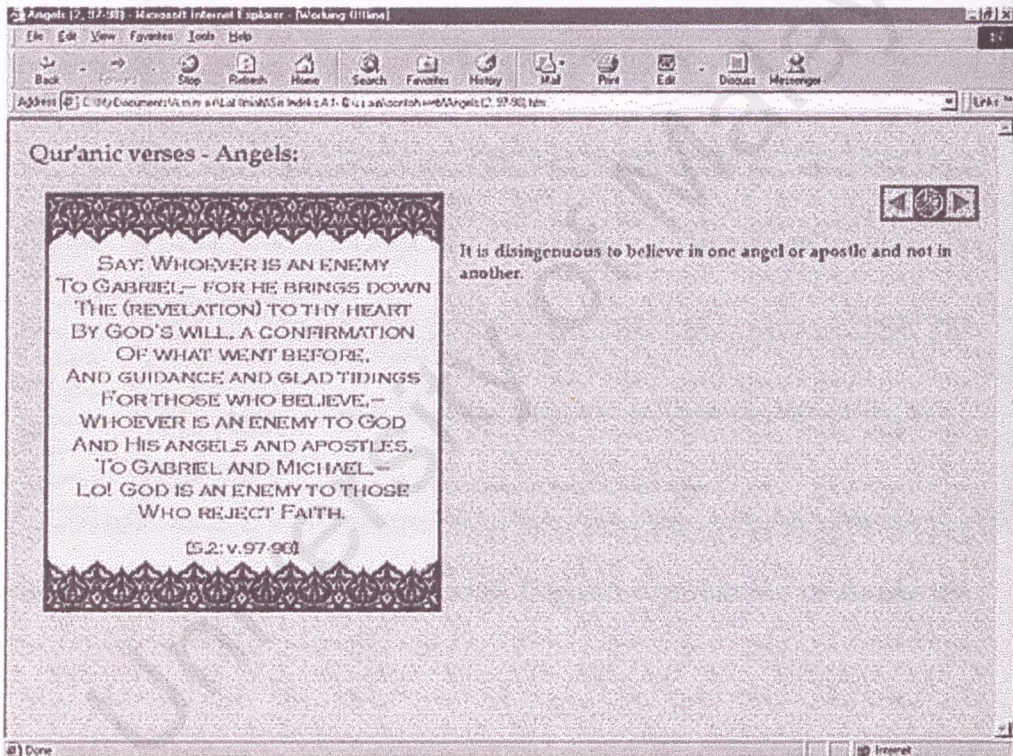 Angels [2, 97-98] - Microsoft Internet Explorer - [Working Offline]
File Edit View Favorites Tools Help
Back Forward Stop Refresh Home Search Favorites History Mail Print Edit Discuss Messenger
Address Links
Qur'anic verses - Angels:
SAY: WHOEVER IS AN ENEMY
TO GABRIEL– FOR HE BRINGS DOWN
THE (REVELATION) TO THY HEART
BY GOD'S WILL, A CONFIRMATION
OF WHAT WENT BEFORE,
AND GUIDANCE AND GLAD TIDINGS
FOR THOSE WHO BELIEVE,–
WHOEVER IS AN ENEMY TO GOD
AND HIS ANGELS AND APOSTLES,
TO GABRIEL AND MICHAEL,–
LO! GOD IS AN ENEMY TO THOSE
WHO REJECT FAITH.
[S.2: v.97-98]
It is disingenuous to believe in one angel or apostle and not in
another.
Done Internet
University of Malaya